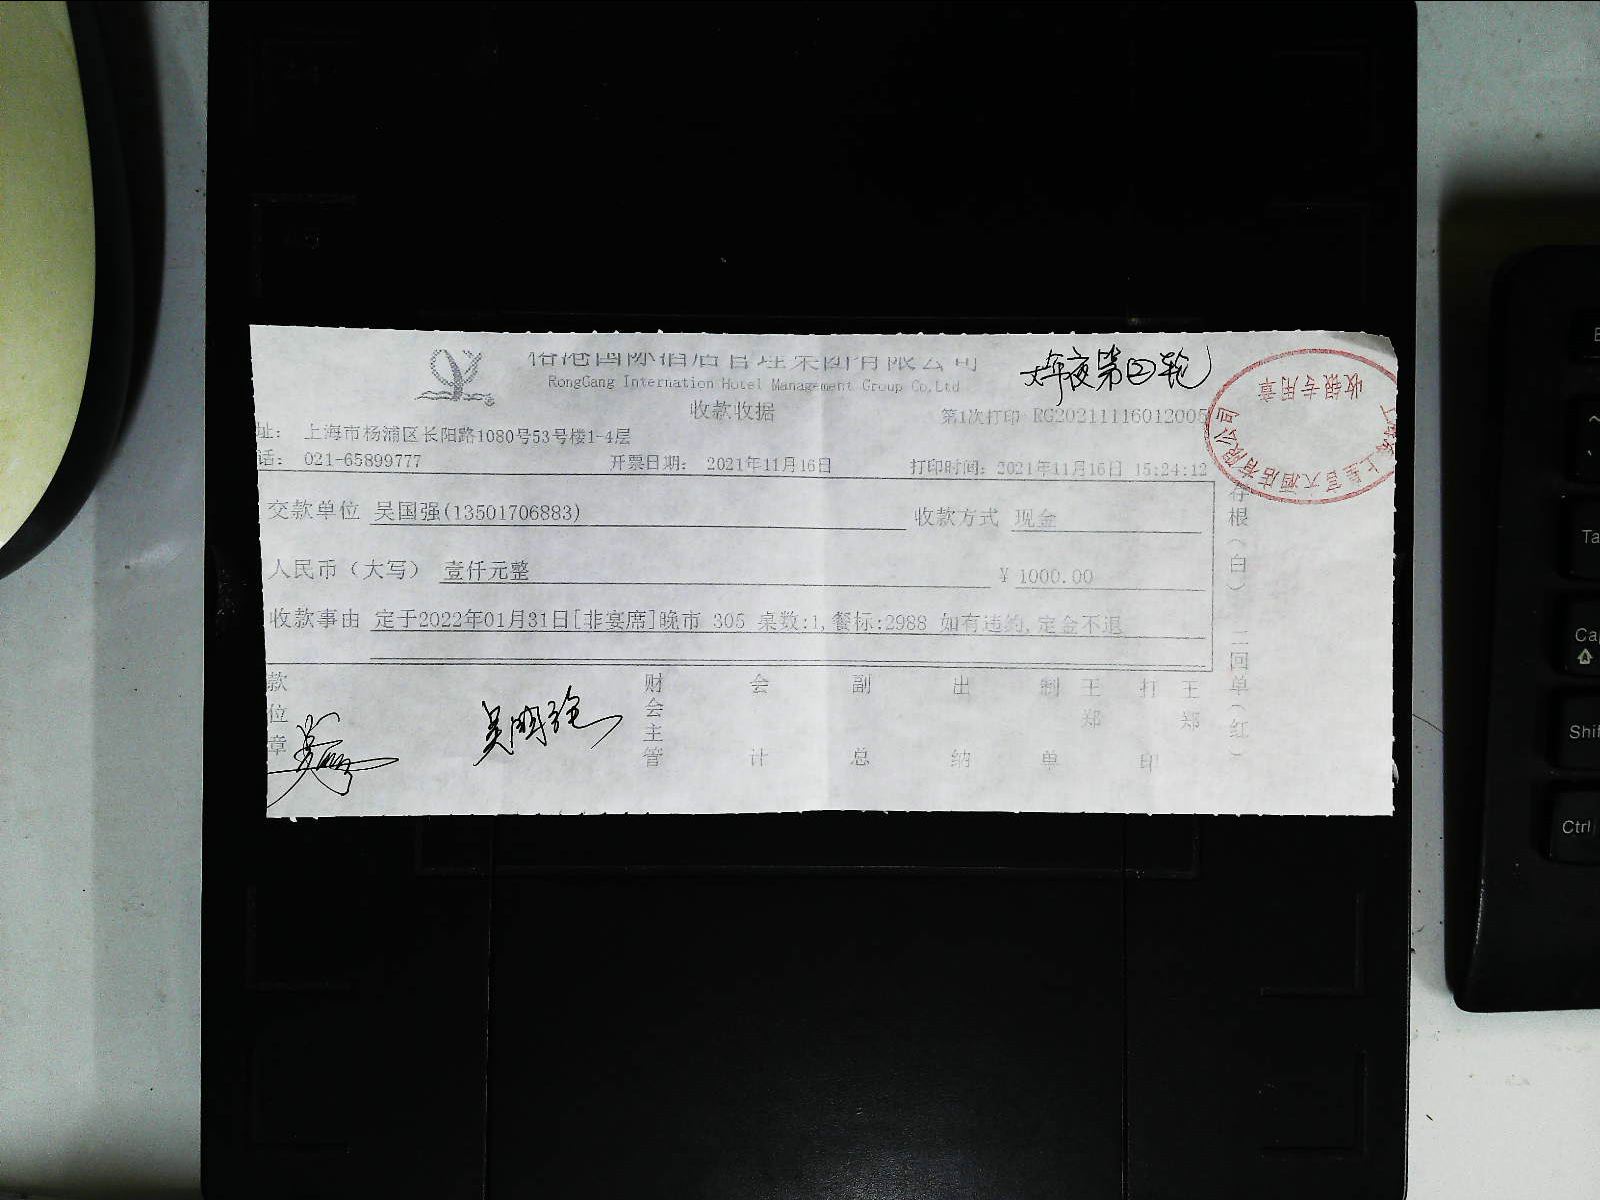 国际酒店管理集团有限公司
RongGang Internation Hotel Management Group Co,Ltd
收款收据
年夜第四轮
第1次打印 RG20211116012005
收银专用章
址: 上海市杨浦区长阳路1080号53号楼1-4层
话: 021-65899777 开票日期: 2021年11月16日 打印时间: 2021年11月16日 15:24:12
交款单位 吴国强(13501706883) 收款方式 现金
人民币(大写) 壹仟元整 ¥ 1000.00
收款事由 定于2022年01月31日[非宴席]晚市 305 桌数:1,餐标:2988 如有违约,定金不退
存根(白) 二回单(红)
款位章
财会主管 会计 副总 出纳 制单 王郑 打印 王郑
Ta
Ca
Shif
Ctrl